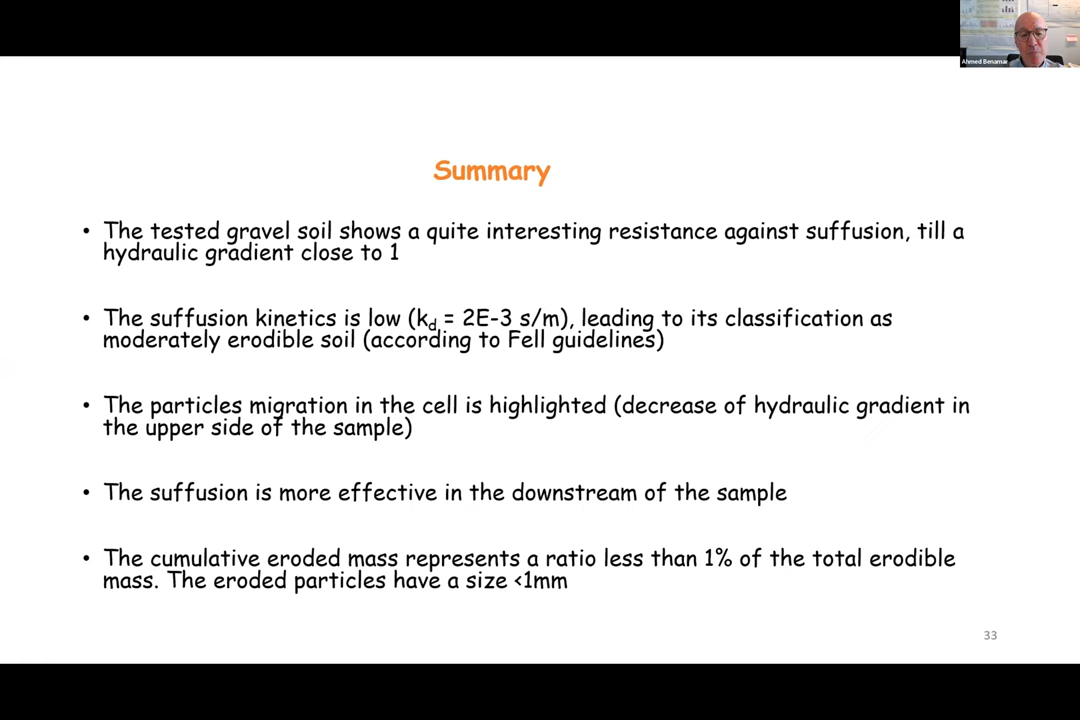 Ahmed Benamar
Summary
• The tested gravel soil shows a quite interesting resistance against suffusion, till a
hydraulic gradient close to 1
• The suffusion kinetics is low (kd = 2E-3 s/m), leading to its classification as
moderately erodible soil (according to Fell guidelines)
• The particles migration in the cell is highlighted (decrease of hydraulic gradient in
the upper side of the sample)
• The suffusion is more effective in the downstream of the sample
• The cumulative eroded mass represents a ratio less than 1% of the total erodible
mass. The eroded particles have a size <1mm
33